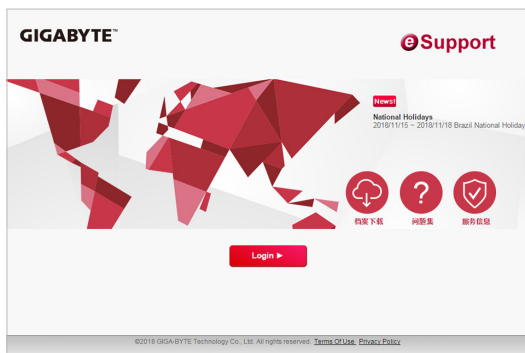 GIGABYTE™
eSupport
News!
National Holidays
2018/11/15 ~ 2018/11/18 Brazil National Holiday
档案下载
问题集
服务信息
Login ►
©2018 GIGA-BYTE Technology Co., Ltd. All rights reserved. Terms Of Use Privacy Policy